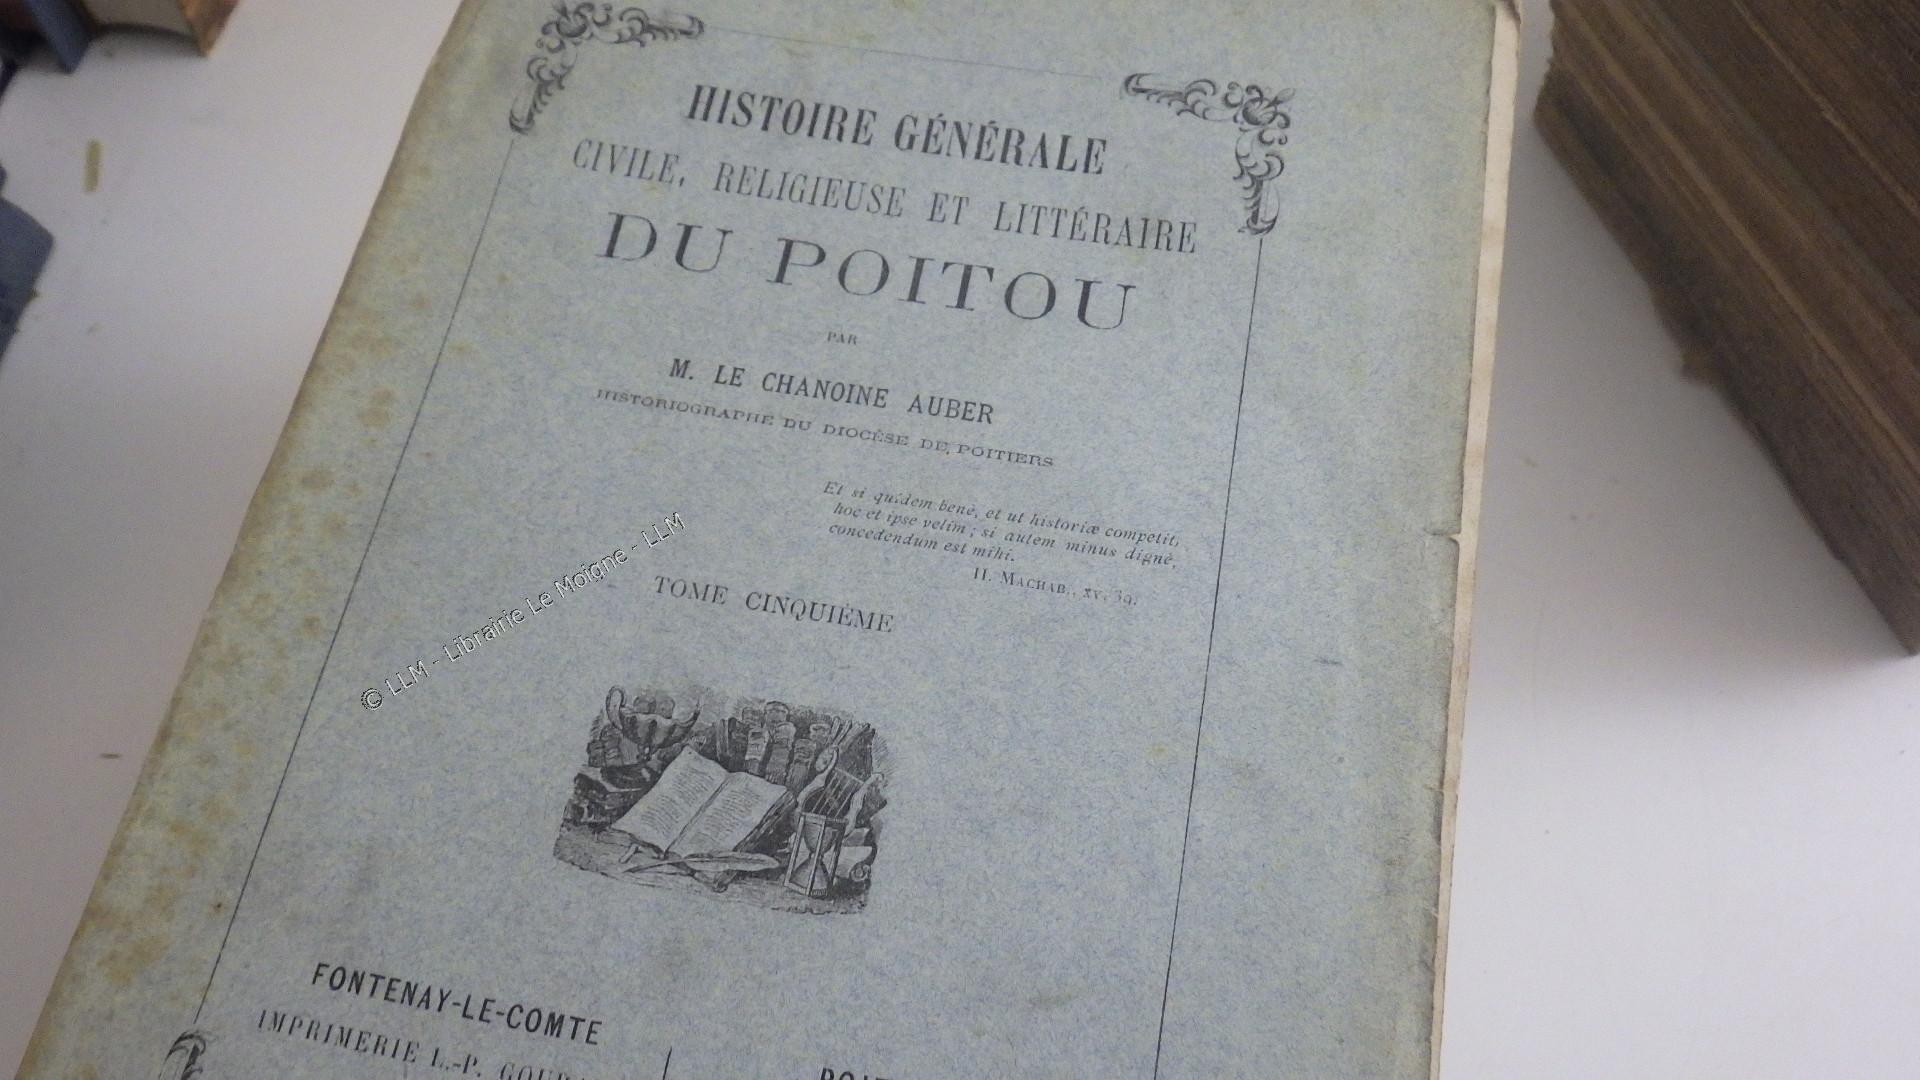 HISTOIRE GÉNÉRALE
CIVILE, RELIGIEUSE ET LITTÉRAIRE
DU POITOU
PAR
M. LE CHANOINE AUBER
HISTORIOGRAPHE DU DIOCÈSE DE POITIERS
Et si quidem benè, et ut historiæ competit,
hoc et ipse velim; si autem minus dignè,
concedendum est mihi.
II. MACHAB., XV, 39.
TOME CINQUIÈME
© LLM - Librairie Le Moigne - LLM
FONTENAY-LE-COMTE
IMPRIMERIE L.-P.